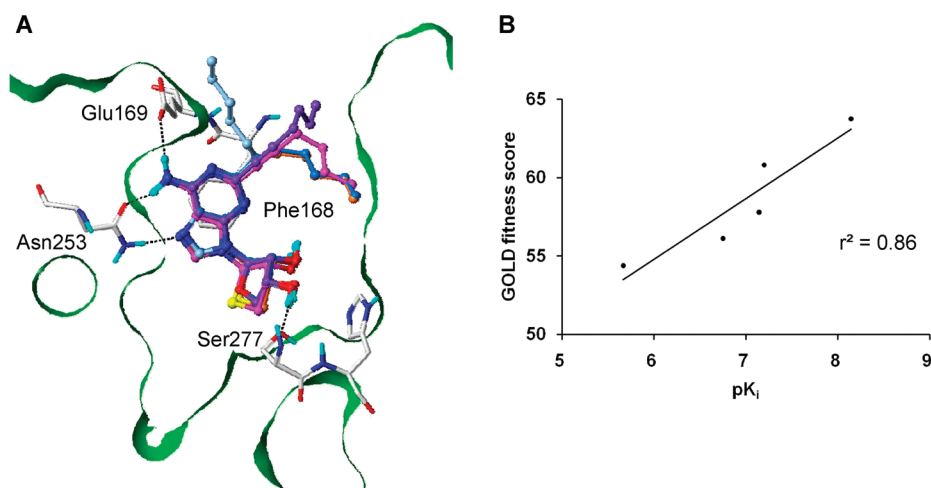 A
Glu169
Phe168
Asn253
Ser277
B
65
60
55
50
GOLD fitness score
r² = 0.86
5 6 7 8 9
pKᵢ